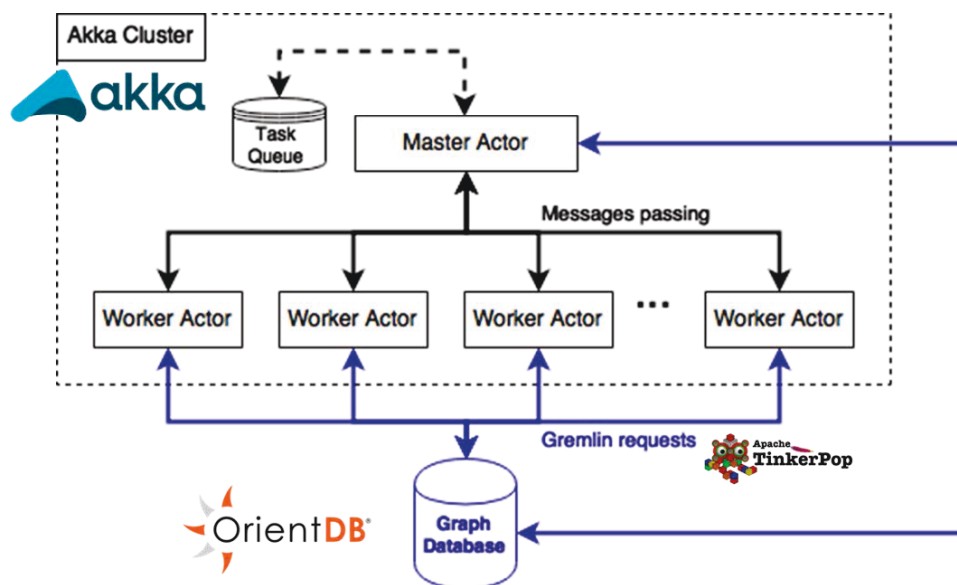 Akka Cluster
akka
Task
Queue
Master Actor
Messages passing
Worker Actor
Worker Actor
Worker Actor
...
Worker Actor
Gremlin requests
Apache
TinkerPop
OrientDB®
Graph
Database